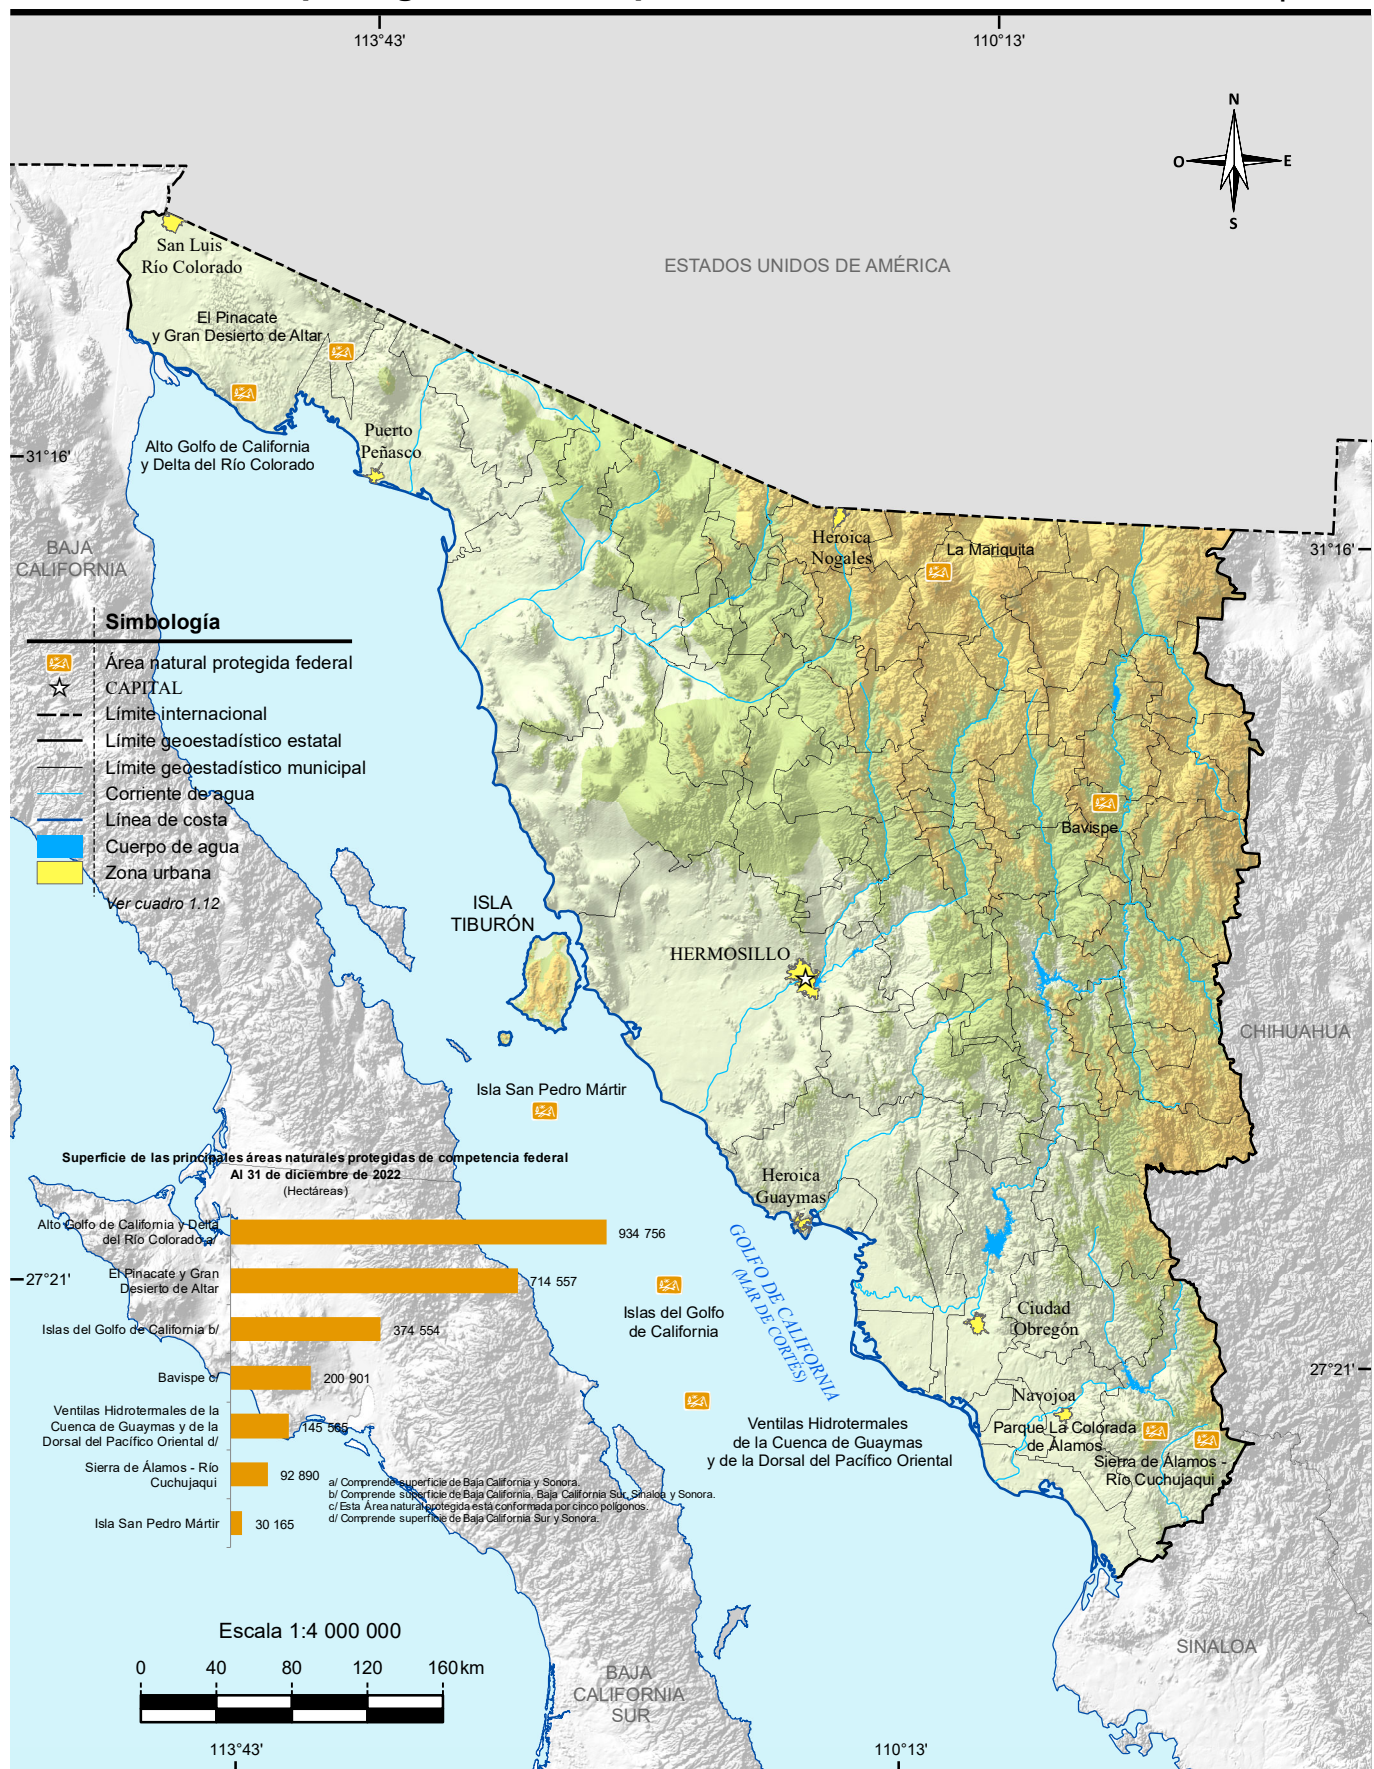 113°43'
110°13'
N
O
E
S
ESTADOS UNIDOS DE AMÉRICA
San Luis
Río Colorado
El Pinacate
y Gran Desierto de Altar
Alto Golfo de California
y Delta del Río Colorado
Puerto
Peñasco
31°16'
Heroica
Nogales
La Mariquita
31°16'
BAJA
CALIFORNIA
Simbología
Área natural protegida federal
CAPITAL
Límite internacional
Límite geoestadístico estatal
Límite geoestadístico municipal
Corriente de agua
Línea de costa
Cuerpo de agua
Zona urbana
Ver cuadro 1.12
Bavispe
ISLA
TIBURÓN
HERMOSILLO
CHIHUAHUA
Isla San Pedro Mártir
Superficie de las principales áreas naturales protegidas de competencia federal
Al 31 de diciembre de 2022
(Hectáreas)
Alto Golfo de California y Delta
del Río Colorado a/
934 756
El Pinacate y Gran
Desierto de Altar
714 557
Islas del Golfo de California b/
374 554
Bavispe c/
200 901
Ventilas Hidrotermales de la
Cuenca de Guaymas y de la
Dorsal del Pacífico Oriental d/
145 565
Sierra de Álamos - Río
Cuchujaqui
92 890
Isla San Pedro Mártir
30 165
a/ Comprende superficie de Baja California y Sonora.
b/ Comprende superficie de Baja California, Baja California Sur, Sinaloa y Sonora.
c/ Esta Área natural protegida está conformada por cinco polígonos.
d/ Comprende superficie de Baja California Sur y Sonora.
Heroica
Guaymas
GOLFO DE CALIFORNIA
(MAR DE CORTÉS)
27°21'
Islas del Golfo
de California
Ciudad
Obregón
27°21'
Navojoa
Parque La Colorada
de Álamos
Sierra de Álamos -
Río Cuchujaqui
Ventilas Hidrotermales
de la Cuenca de Guaymas
y de la Dorsal del Pacífico Oriental
Escala 1:4 000 000
0 40 80 120 160 km
BAJA
CALIFORNIA
SUR
SINALOA
113°43'
110°13'